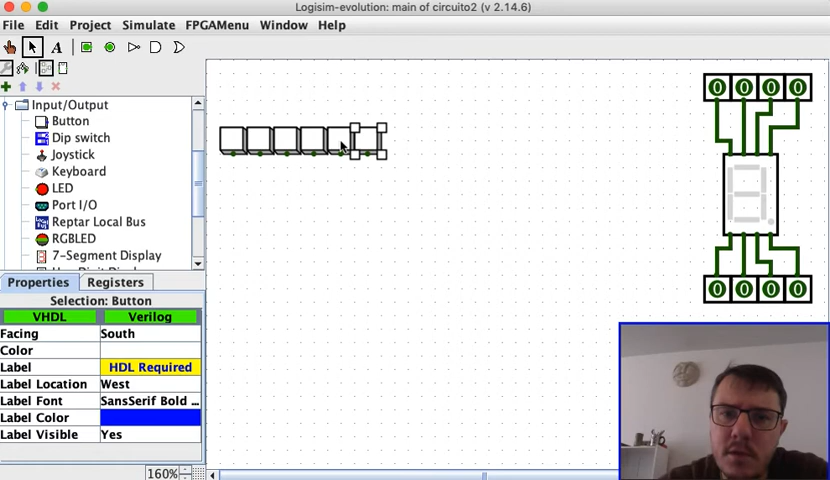 Logisim-evolution: main of circuito2 (v 2.14.6)
File Edit Project Simulate FPGAMenu Window Help
A
Input/Output
Button
Dip switch
Joystick
Keyboard
LED
Port I/O
Reptar Local Bus
RGBLED
7-Segment Display
Properties Registers
Selection: Button
VHDL Verilog
Facing South
Color
Label HDL Required
Label Location West
Label Font SansSerif Bold ...
Label Color
Label Visible Yes
160%
0 0 0 0
0 0 0 0